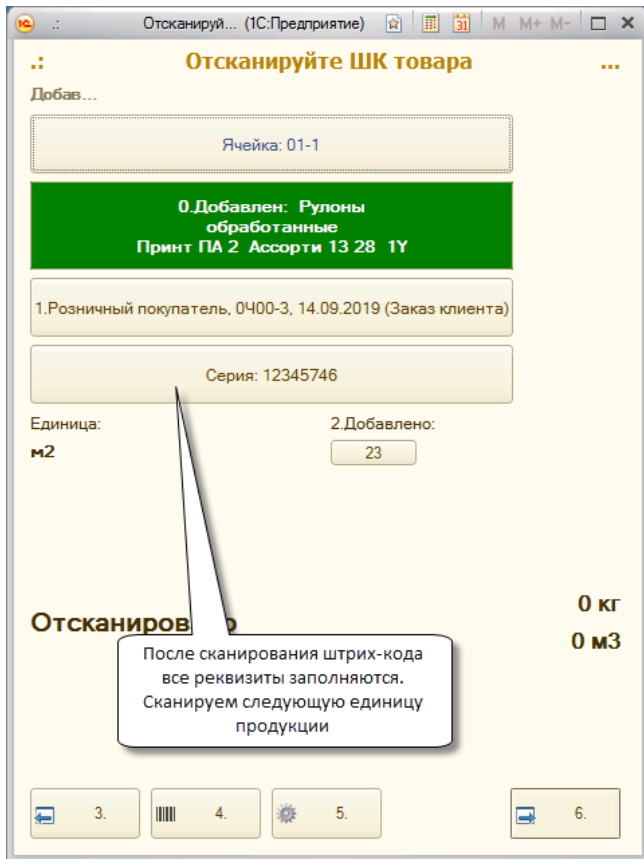 .: Отсканируй... (1С:Предприятие) 31 M M+ M-
.: Отсканируйте ШК товара ...
Добав...
Ячейка: 01-1
0.Добавлен: Рулоны
обработанные
Принт ПА 2 Ассорти 13 28 1Y
1.Розничный покупатель, 0Ч00-3, 14.09.2019 (Заказ клиента)
Серия: 12345746
Единица: 2.Добавлено:
м2 23
0 кг
Отсканировано
0 м3
После сканирования штрих-кода
все реквизиты заполняются.
Сканируем следующую единицу
продукции
3. 4. 5. 6.